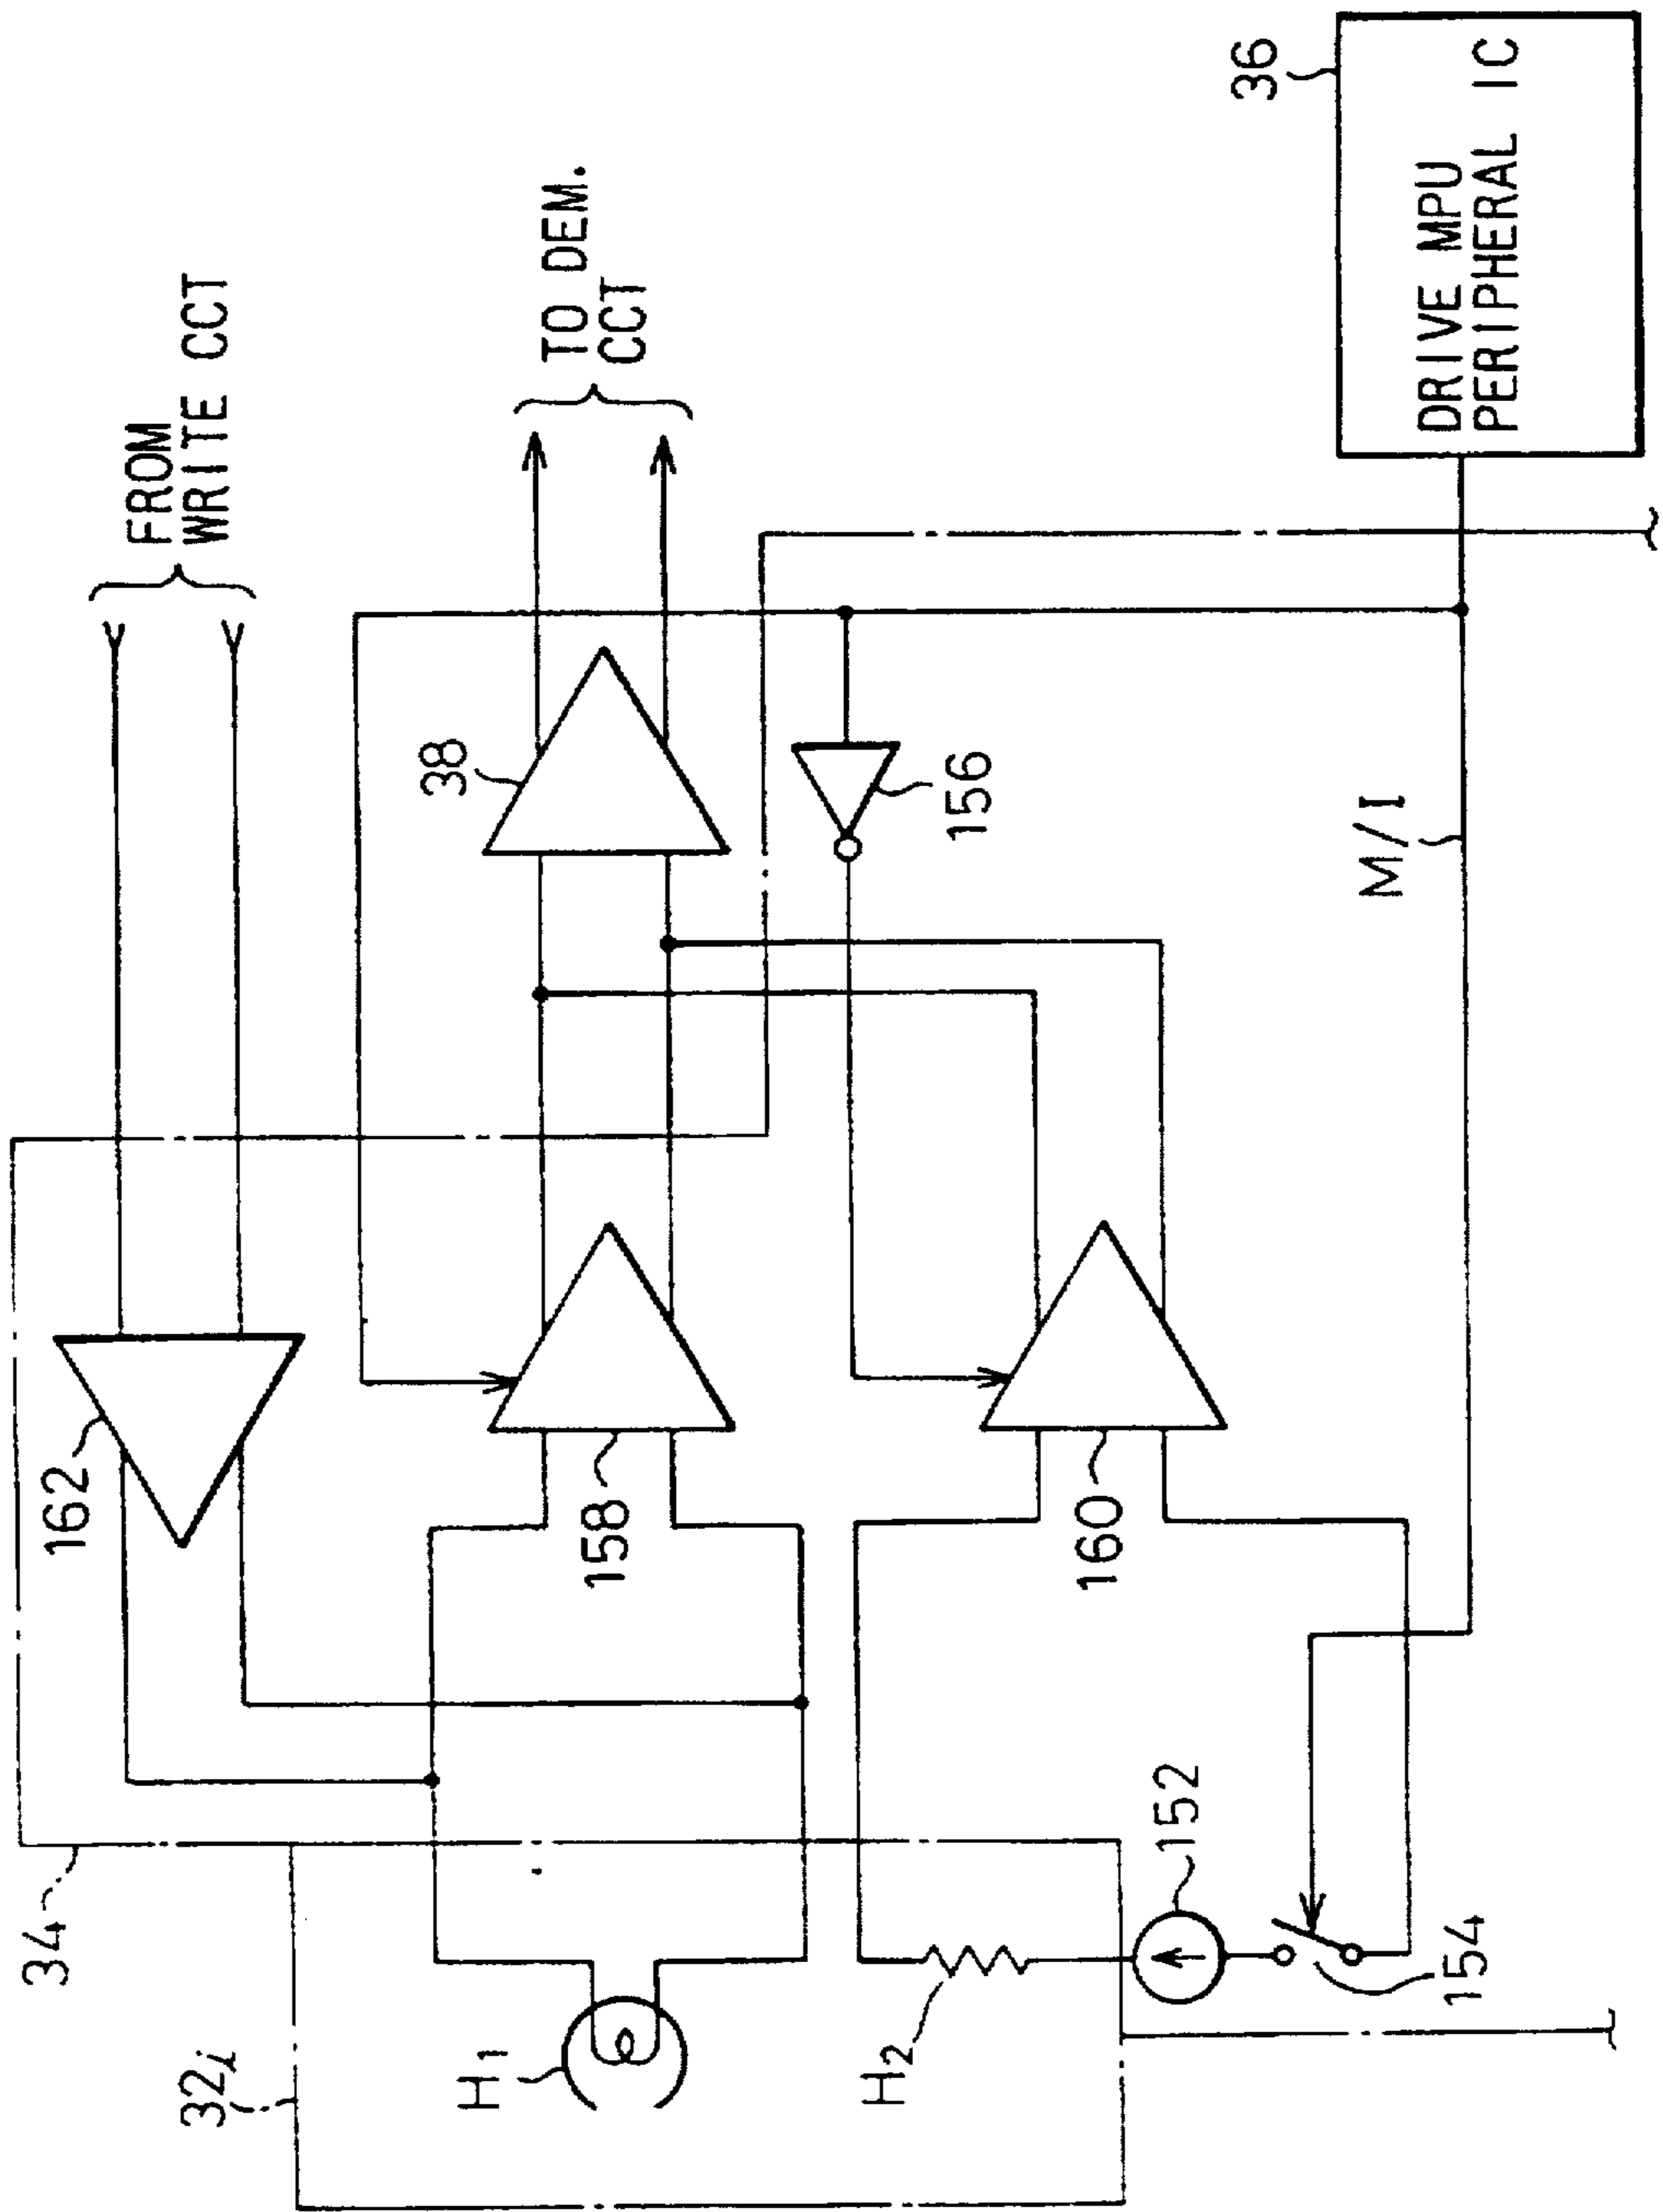 FROM
WRITE CCT
TO DEM.
CCT
36
DRIVE MPU
PERIPHERAL IC
38
156
M/I
162
158
160
34
32i
H1
H2
152
154